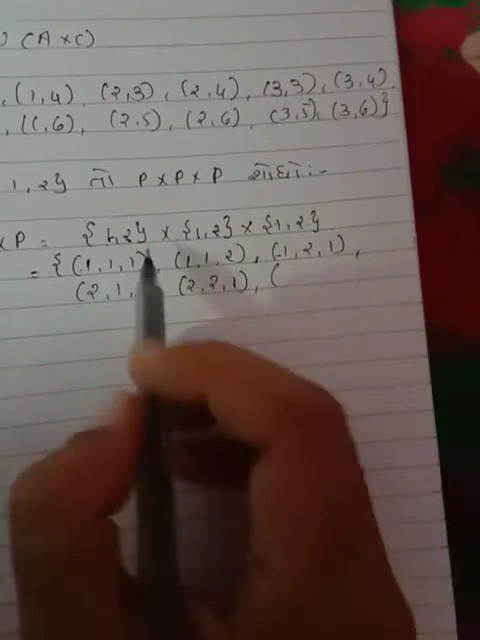 ) (A×C)
, (1,4), (2,3), (2,4), (3,3), (3,4).
, (1,6), (2,5), (2,6), (3,5), (3,6)}
1, 2} તો P×P×P શોધો :-
×P = {1,2} × {1,2} × {1,2}
= {(1,1,1), (1,1,2), (1,2,1),
(2,1, (2,2,1), (